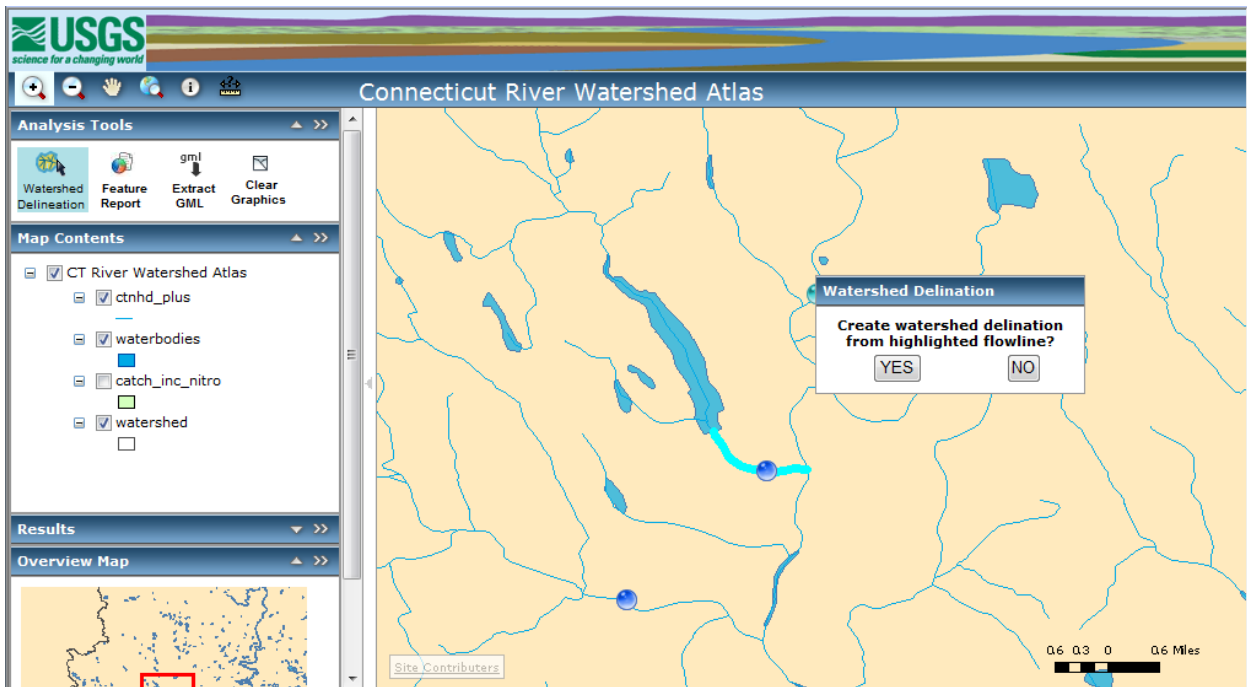 USGS
science for a changing world
Connecticut River Watershed Atlas
Analysis Tools
Watershed
Delineation
Feature
Report
gml
Extract
GML
Clear
Graphics
Map Contents
CT River Watershed Atlas
ctnhd_plus
waterbodies
catch_inc_nitro
watershed
Results
Overview Map
Watershed Delination
Create watershed delination
from highlighted flowline?
YES NO
Site Contributers
0.6 0.3 0 0.6 Miles